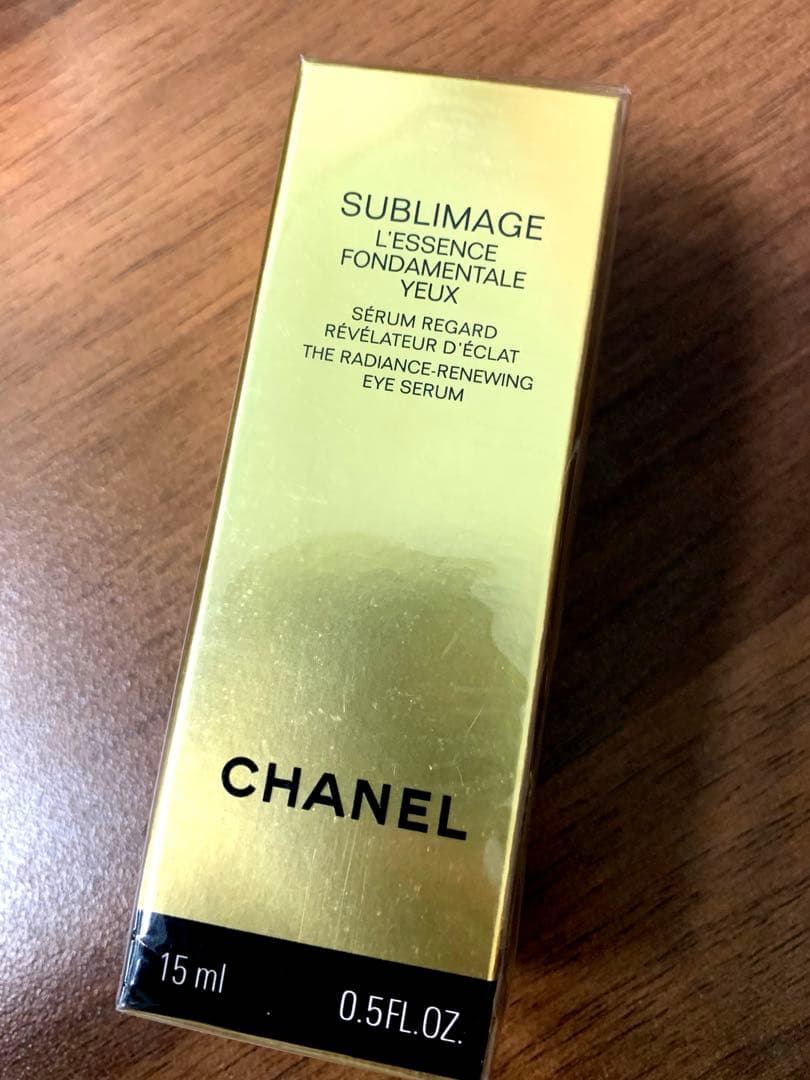 SUBLIMAGE
L'ESSENCE
FONDAMENTALE
YEUX
SÉRUM REGARD
RÉVÉLATEUR D'ÉCLAT
THE RADIANCE-RENEWING
EYE SERUM
CHANEL
15 ml 0.5FL.OZ.